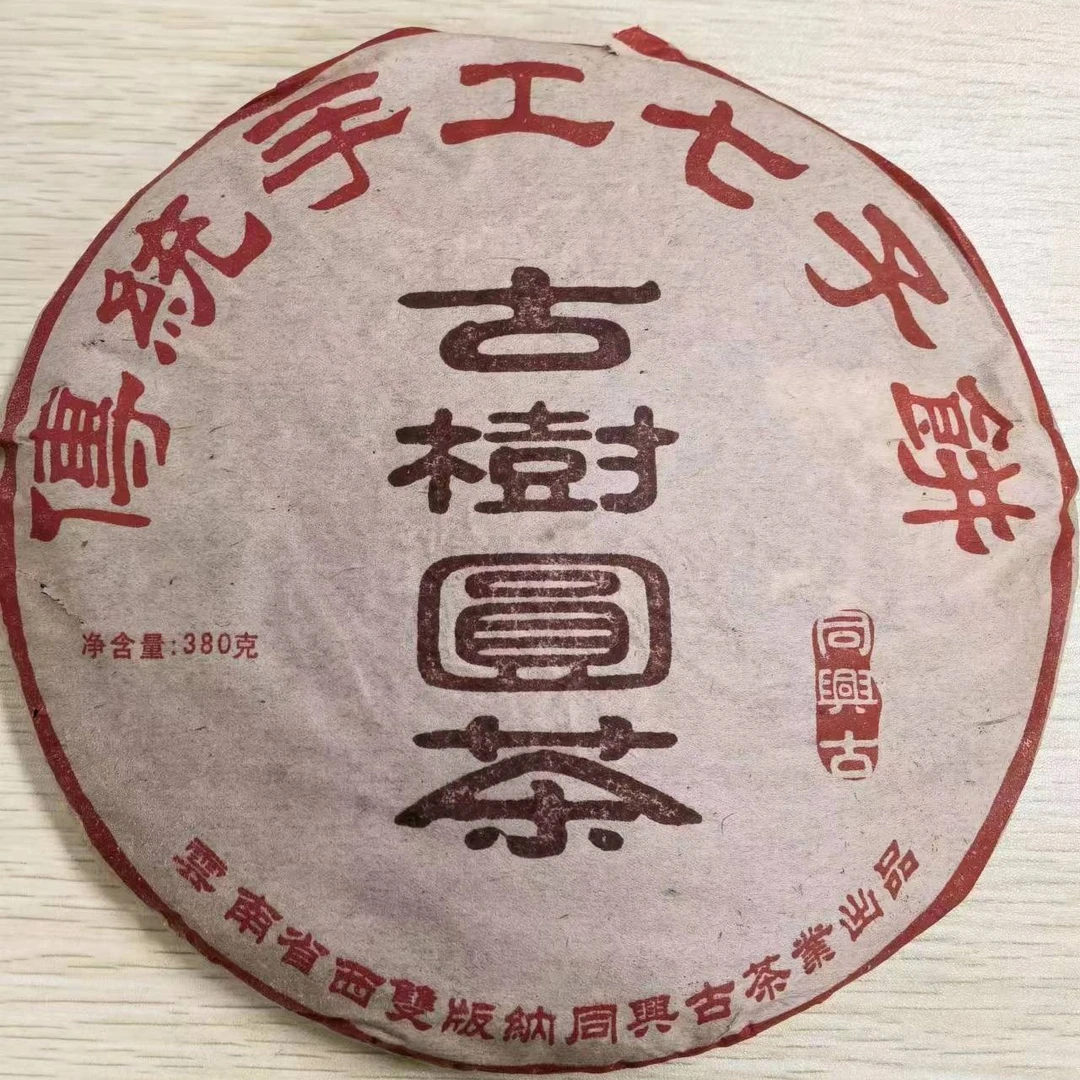 傳統手工七子餅
古樹圓茶
净含量:380克
同興古
雲南省西雙版納同興古茶業出品